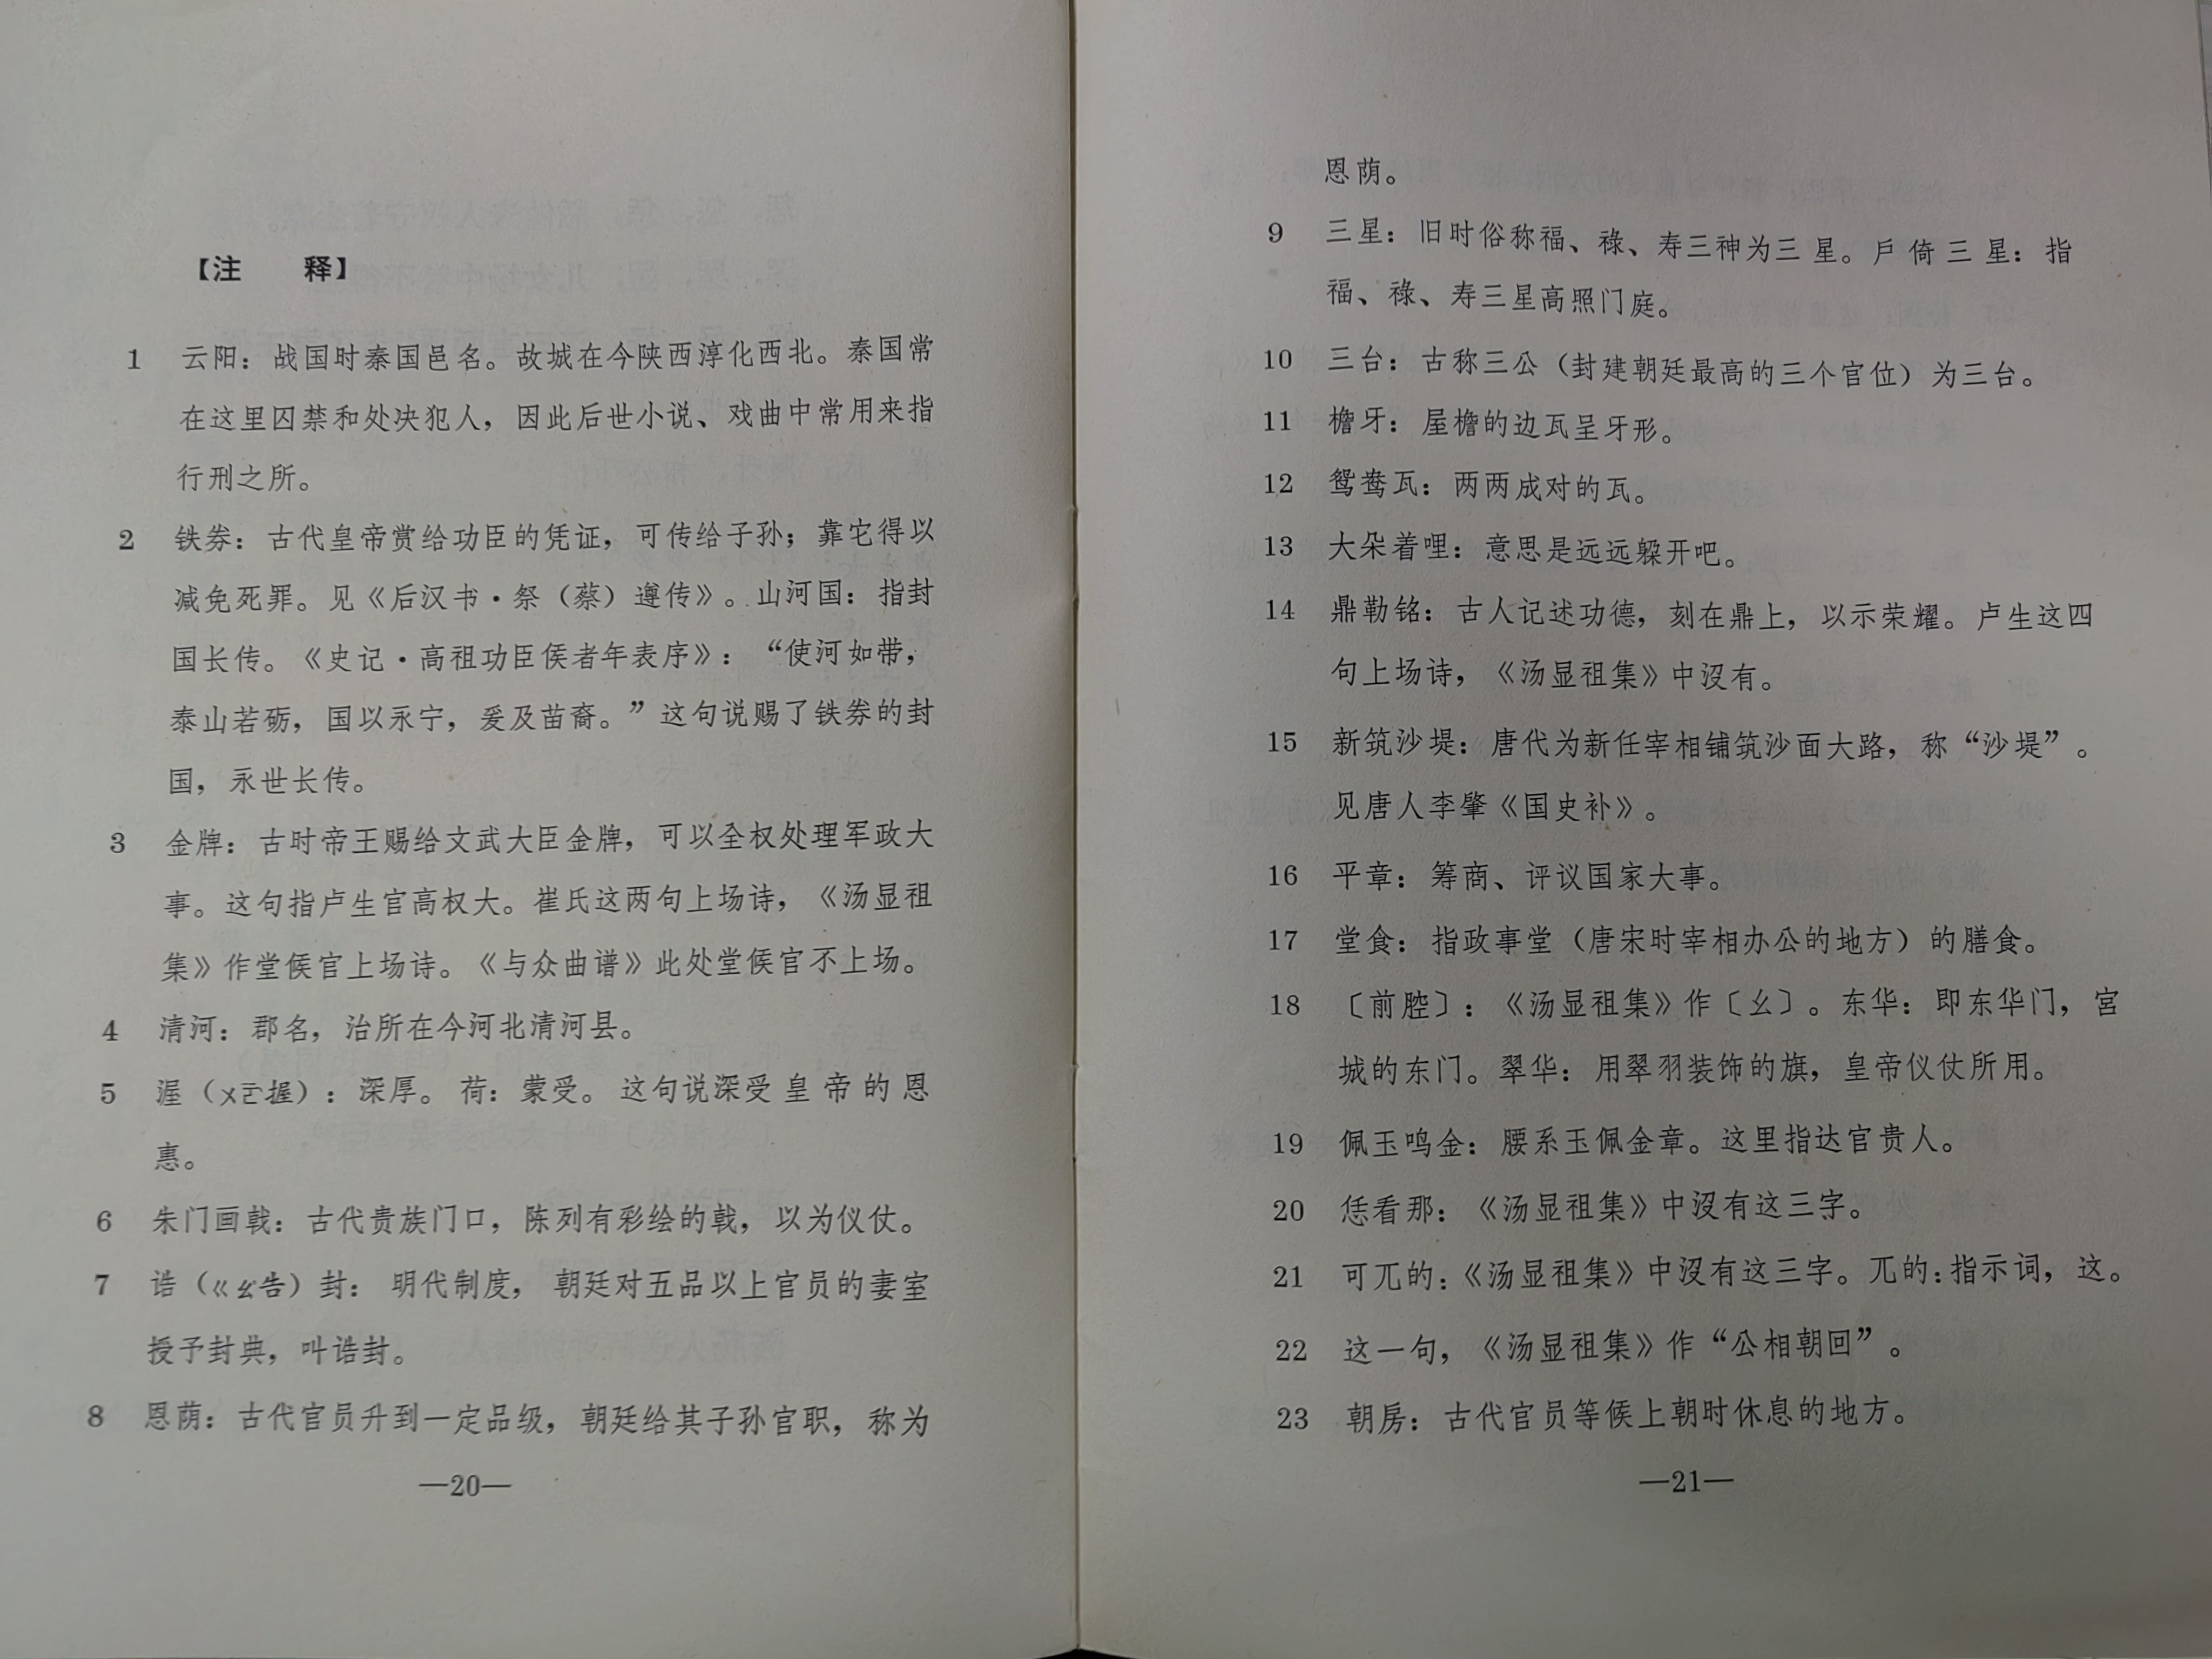 【注　　释】
1　云阳：战国时秦国邑名。故城在今陕西淳化西北。秦国常
在这里囚禁和处决犯人，因此后世小说、戏曲中常用来指
行刑之所。
2　铁券：古代皇帝赏给功臣的凭证，可传给子孙；靠它得以
减免死罪。见《后汉书·祭（蔡）遵传》。山河国：指封
国长传。《史记·高祖功臣侯者年表序》：“使河如带，
泰山若砺，国以永宁，爰及苗裔。”这句说赐了铁券的封
国，永世长传。
3　金牌：古时帝王赐给文武大臣金牌，可以全权处理军政大
事。这句指卢生官高权大。崔氏这两句上场诗，《汤显祖
集》作堂候官上场诗。《与众曲谱》此处堂候官不上场。
4　清河：郡名，治所在今河北清河县。
5　渥（ㄨㄛ握）：深厚。荷：蒙受。这句说深受皇帝的恩
惠。
6　朱门画戟：古代贵族门口，陈列有彩绘的戟，以为仪仗。
7　诰（ㄍㄠ告）封：明代制度，朝廷对五品以上官员的妻室
授予封典，叫诰封。
8　恩荫：古代官员升到一定品级，朝廷给其子孙官职，称为
—20—
恩荫。
9　三星：旧时俗称福、禄、寿三神为三星。戶倚三星：指
福、禄、寿三星高照门庭。
10　三台：古称三公（封建朝廷最高的三个官位）为三台。
11　檐牙：屋檐的边瓦呈牙形。
12　鸳鸯瓦：两两成对的瓦。
13　大朵着哩：意思是远远躲开吧。
14　鼎勒铭：古人记述功德，刻在鼎上，以示荣耀。卢生这四
句上场诗，《汤显祖集》中沒有。
15　新筑沙堤：唐代为新任宰相铺筑沙面大路，称“沙堤”。
见唐人李肇《国史补》。
16　平章：筹商、评议国家大事。
17　堂食：指政事堂（唐宋时宰相办公的地方）的膳食。
18　〔前腔〕：《汤显祖集》作〔幺〕。东华：即东华门，宫
城的东门。翠华：用翠羽装饰的旗，皇帝仪仗所用。
19　佩玉鸣金：腰系玉佩金章。这里指达官贵人。
20　恁看那：《汤显祖集》中沒有这三字。
21　可兀的：《汤显祖集》中沒有这三字。兀的：指示词，这。
22　这一句，《汤显祖集》作“公相朝回”。
23　朝房：古代官员等候上朝时休息的地方。
—21—